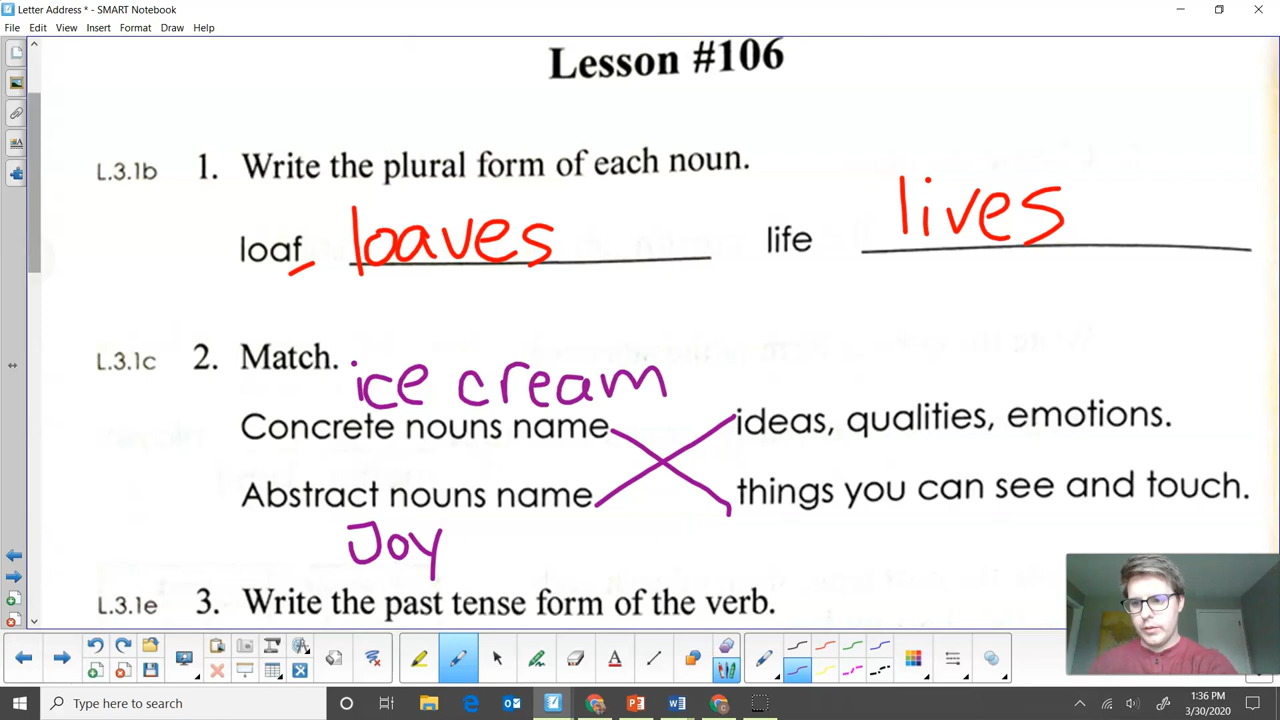 Letter Address * - SMART Notebook
File Edit View Insert Format Draw Help
Lesson #106
L.3.1b 1. Write the plural form of each noun.
loaf loaves life lives
L.3.1c 2. Match.
ice cream
Concrete nouns name ideas, qualities, emotions.
Abstract nouns name things you can see and touch.
Joy
L.3.1e 3. Write the past tense form of the verb.
Type here to search
1:36 PM
3/30/2020